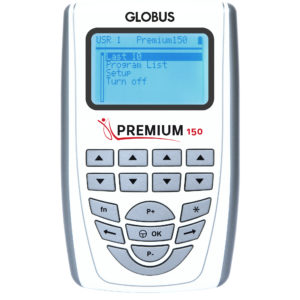 GLOBUS
USR 1 Premium150
Last 10
Program List
Setup
Turn off
PREMIUM 150
fn P+ *
OK
P-